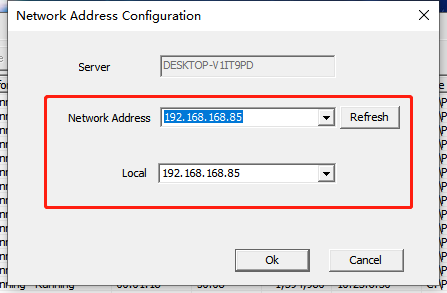 Network Address Configuration
Server DESKTOP-V1IT9PD
Network Address 192.168.168.85 Refresh
Local 192.168.168.85
Ok Cancel